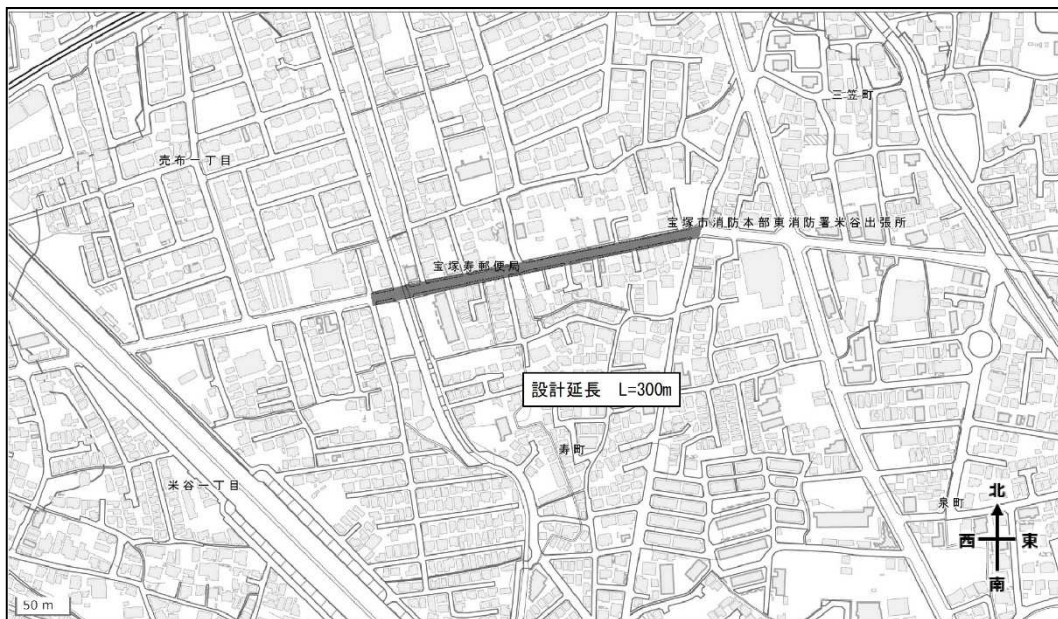 三笠町
売布一丁目
宝塚市消防本部東消防署米谷出張所
宝塚寿郵便局
設計延長 L=300m
寿町
米谷一丁目
泉町
北
西 東
南
50 m